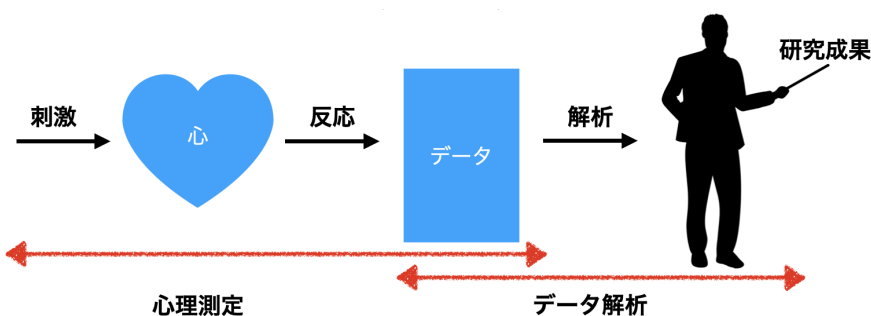 刺激
心
反応
データ
解析
研究成果
心理測定
データ解析